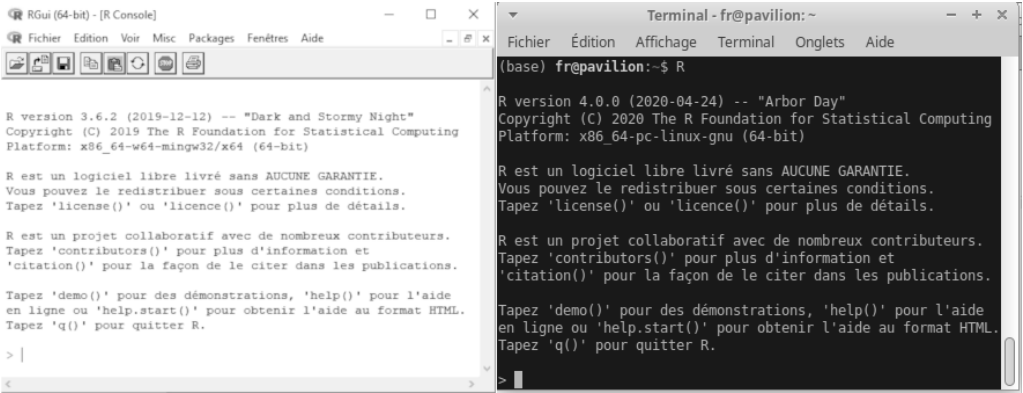 RGui (64-bit) - [R Console]
Fichier Edition Voir Misc Packages Fenêtres Aide
R version 3.6.2 (2019-12-12) -- "Dark and Stormy Night"
Copyright (C) 2019 The R Foundation for Statistical Computing
Platform: x86_64-w64-mingw32/x64 (64-bit)
R est un logiciel libre livré sans AUCUNE GARANTIE.
Vous pouvez le redistribuer sous certaines conditions.
Tapez 'license()' ou 'licence()' pour plus de détails.
R est un projet collaboratif avec de nombreux contributeurs.
Tapez 'contributors()' pour plus d'information et
'citation()' pour la façon de le citer dans les publications.
Tapez 'demo()' pour des démonstrations, 'help()' pour l'aide
en ligne ou 'help.start()' pour obtenir l'aide au format HTML.
Tapez 'q()' pour quitter R.
>
Terminal - fr@pavilion: ~
Fichier Édition Affichage Terminal Onglets Aide
(base) fr@pavilion:~$ R
R version 4.0.0 (2020-04-24) -- "Arbor Day"
Copyright (C) 2020 The R Foundation for Statistical Computing
Platform: x86_64-pc-linux-gnu (64-bit)
R est un logiciel libre livré sans AUCUNE GARANTIE.
Vous pouvez le redistribuer sous certaines conditions.
Tapez 'license()' ou 'licence()' pour plus de détails.
R est un projet collaboratif avec de nombreux contributeurs.
Tapez 'contributors()' pour plus d'information et
'citation()' pour la façon de le citer dans les publications.
Tapez 'demo()' pour des démonstrations, 'help()' pour l'aide
en ligne ou 'help.start()' pour obtenir l'aide au format HTML.
Tapez 'q()' pour quitter R.
>